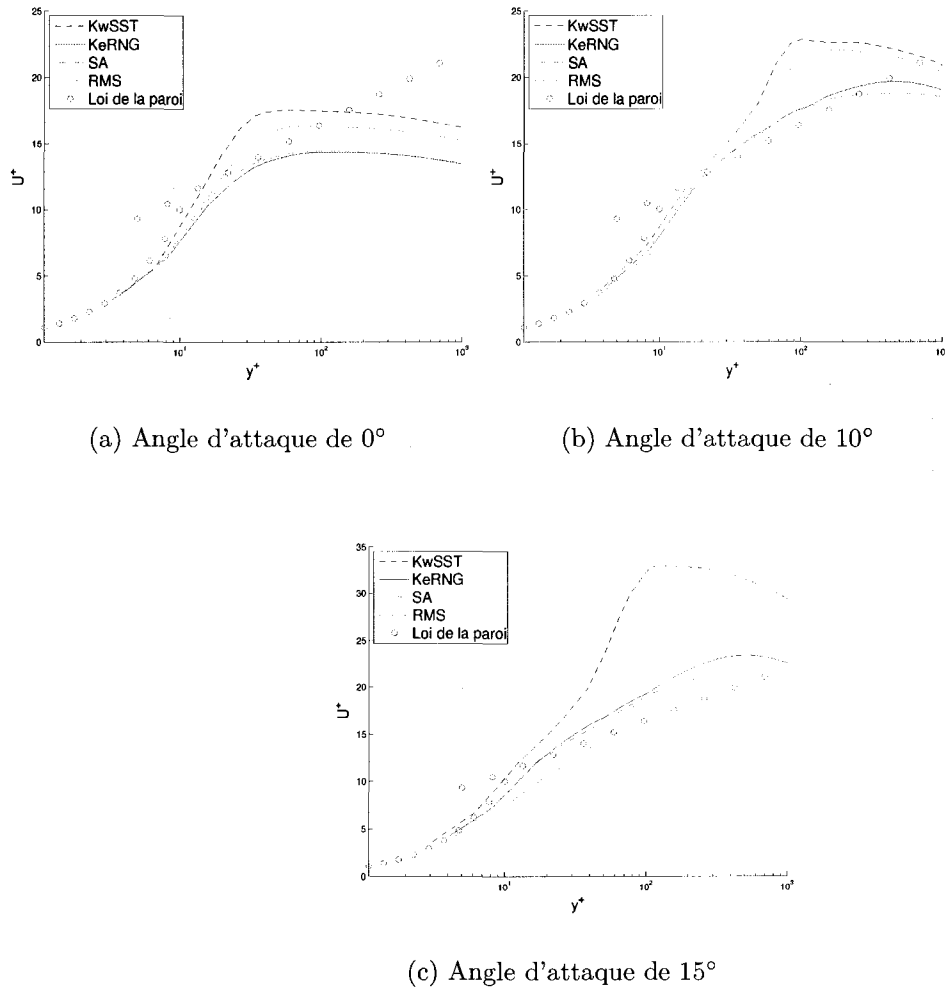 25
20
15
10
5
0
U⁺
KwSST
KeRNG
SA
RMS
Loi de la paroi
10¹
10²
10³
y⁺
(a) Angle d'attaque de 0°
25
20
15
10
5
0
U⁺
KwSST
KeRNG
SA
RMS
Loi de la paroi
10¹
10²
10
y⁺
(b) Angle d'attaque de 10°
35
30
25
20
15
10
5
0
U⁺
KwSST
KeRNG
SA
RMS
Loi de la paroi
10¹
10²
10³
y⁺
(c) Angle d'attaque de 15°